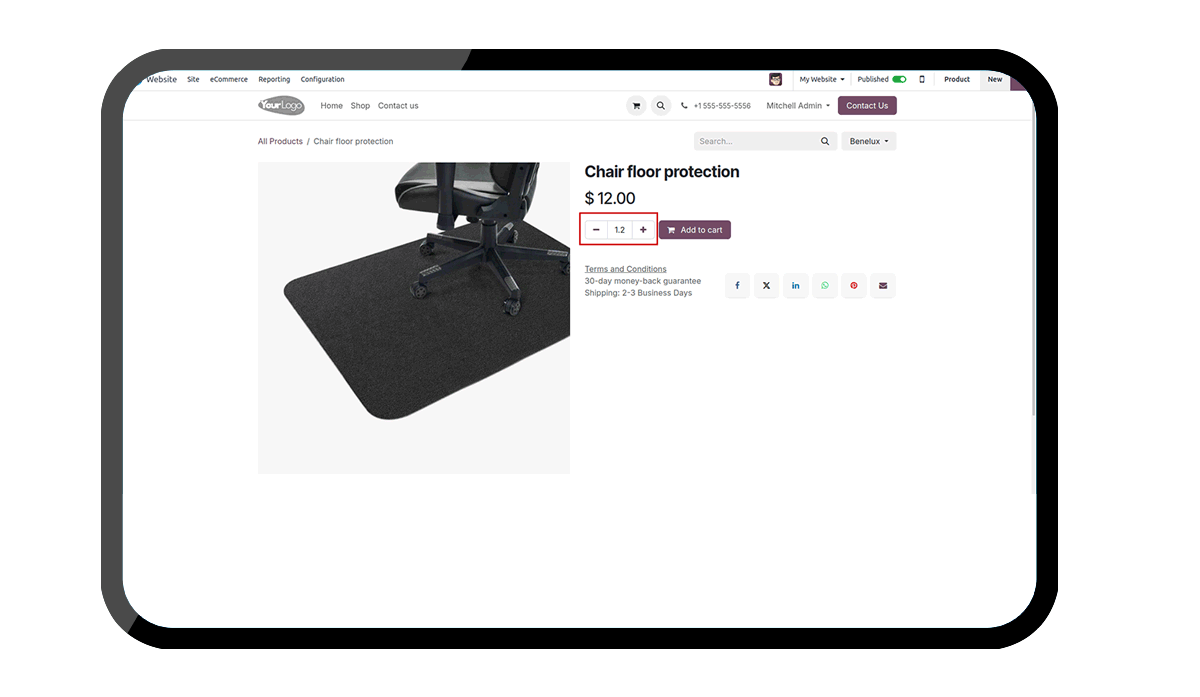 Website Site eCommerce Reporting Configuration My Website Published Product New
YourLogo Home Shop Contact us +1 555-555-5556 Mitchell Admin Contact Us
All Products / Chair floor protection Search... Benelux
Chair floor protection
$ 12.00
1.2 Add to cart
Terms and Conditions
30-day money-back guarantee
Shipping: 2-3 Business Days